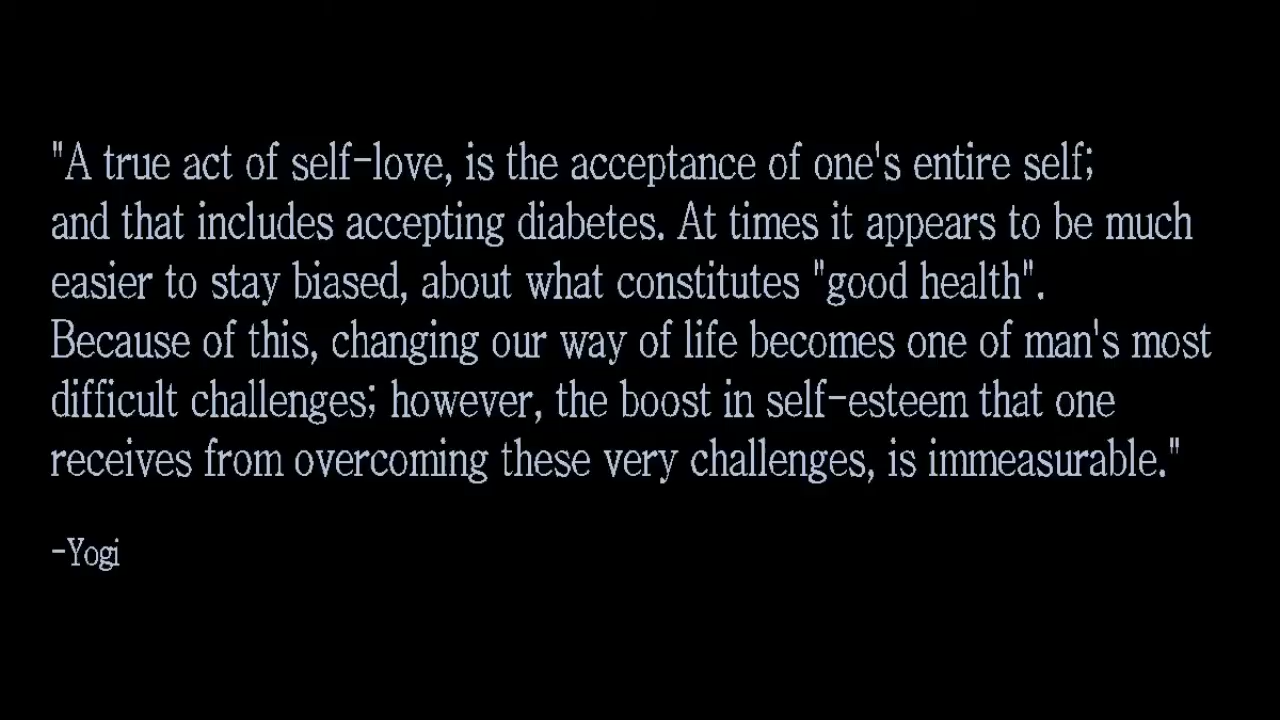 "A true act of self-love, is the acceptance of one's entire self;
and that includes accepting diabetes. At times it appears to be much
easier to stay biased, about what constitutes "good health".
Because of this, changing our way of life becomes one of man's most
difficult challenges; however, the boost in self-esteem that one
receives from overcoming these very challenges, is immeasurable."
-Yogi